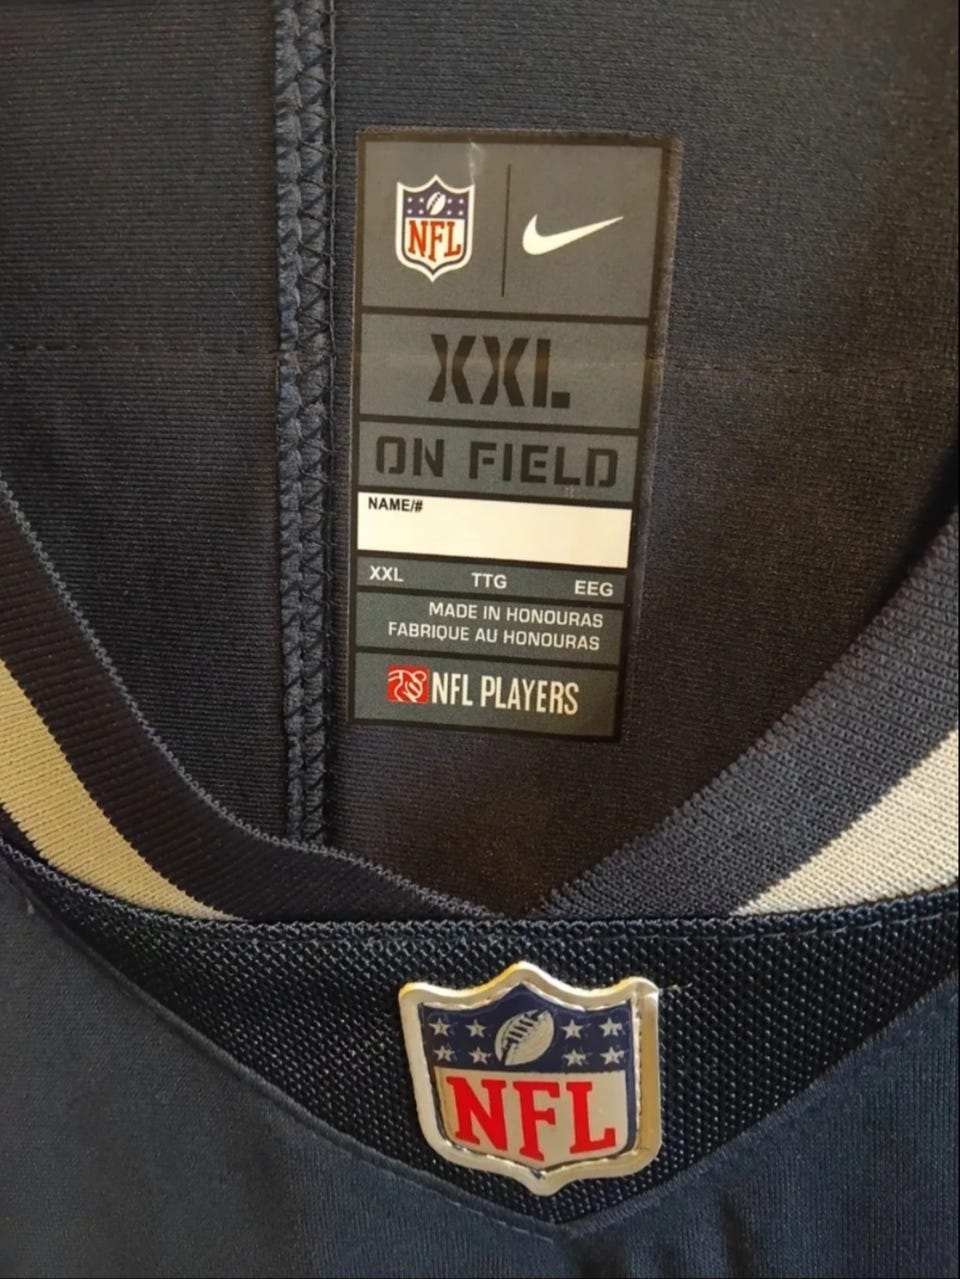 NFL
XXL
ON FIELD
NAME/#
XXL TTG EEG
MADE IN HONOURAS
FABRIQUE AU HONOURAS
NFL PLAYERS
NFL